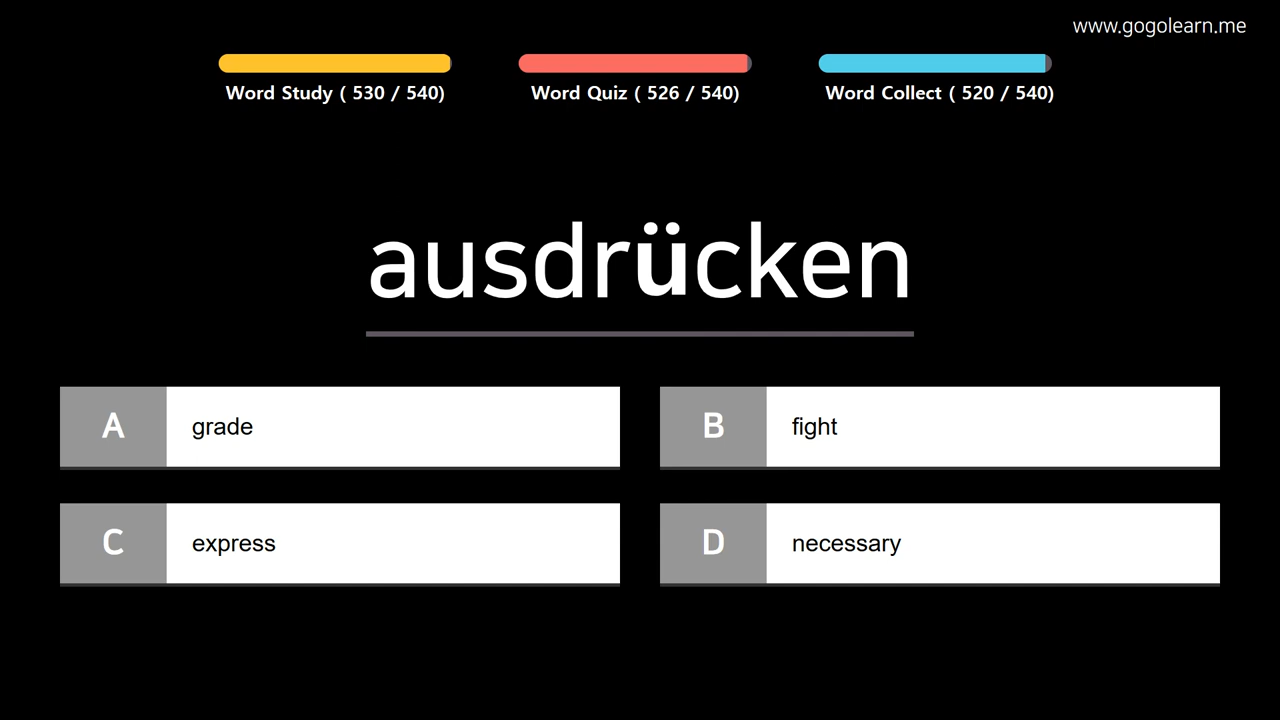 www.gogolearn.me
Word Study ( 530 / 540)
Word Quiz ( 526 / 540)
Word Collect ( 520 / 540)
ausdrücken
A grade
B fight
C express
D necessary